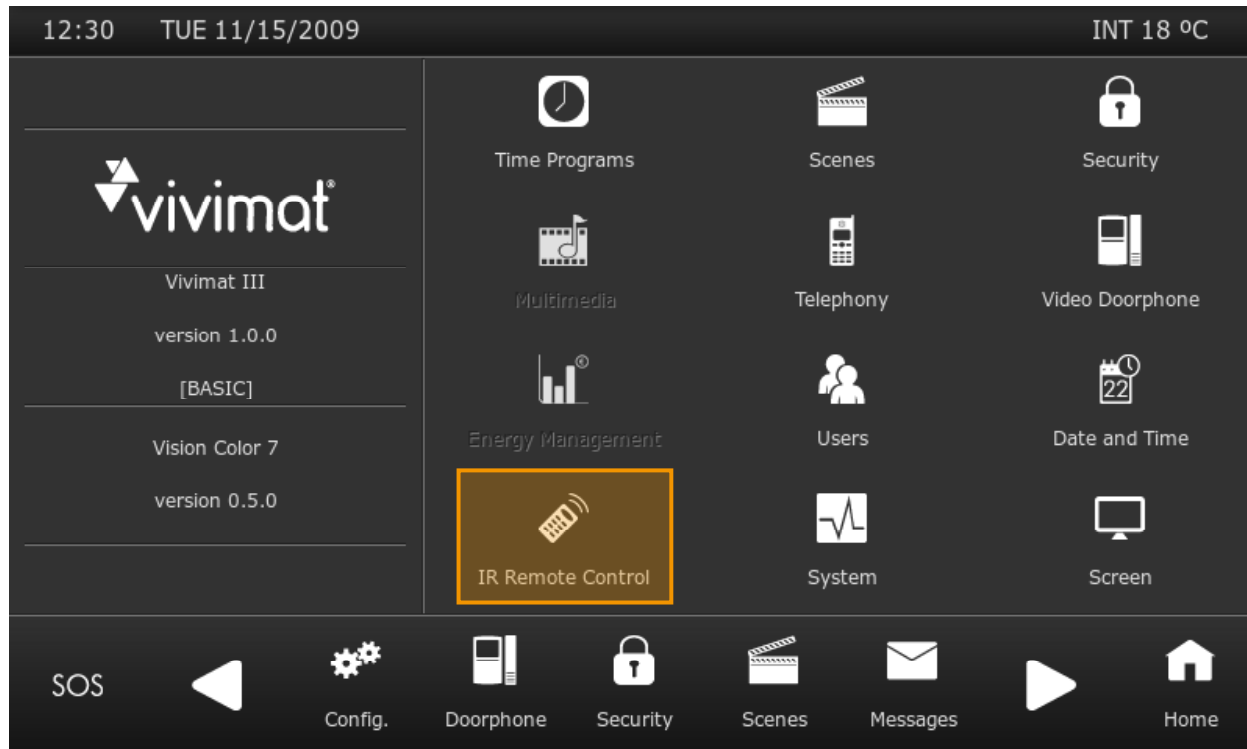 12:30 TUE 11/15/2009 INT 18 ºC
vivimat®
Vivimat III
version 1.0.0
[BASIC]
Vision Color 7
version 0.5.0
Time Programs Scenes Security
Multimedia Telephony Video Doorphone
22
Energy Management Users Date and Time
IR Remote Control System Screen
SOS Config. Doorphone Security Scenes Messages Home